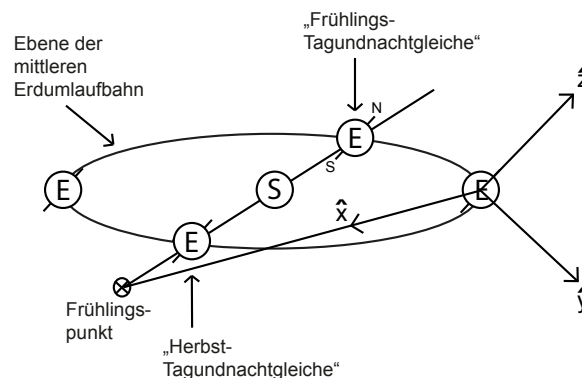 „Frühlings-
Tagundnachtgleiche“
Ebene der
mittleren
Erdumlaufbahn
N
E
S
ẑ
E
S
E
x̂
E
ŷ
Frühlings-
punkt
„Herbst-
Tagundnachtgleiche“